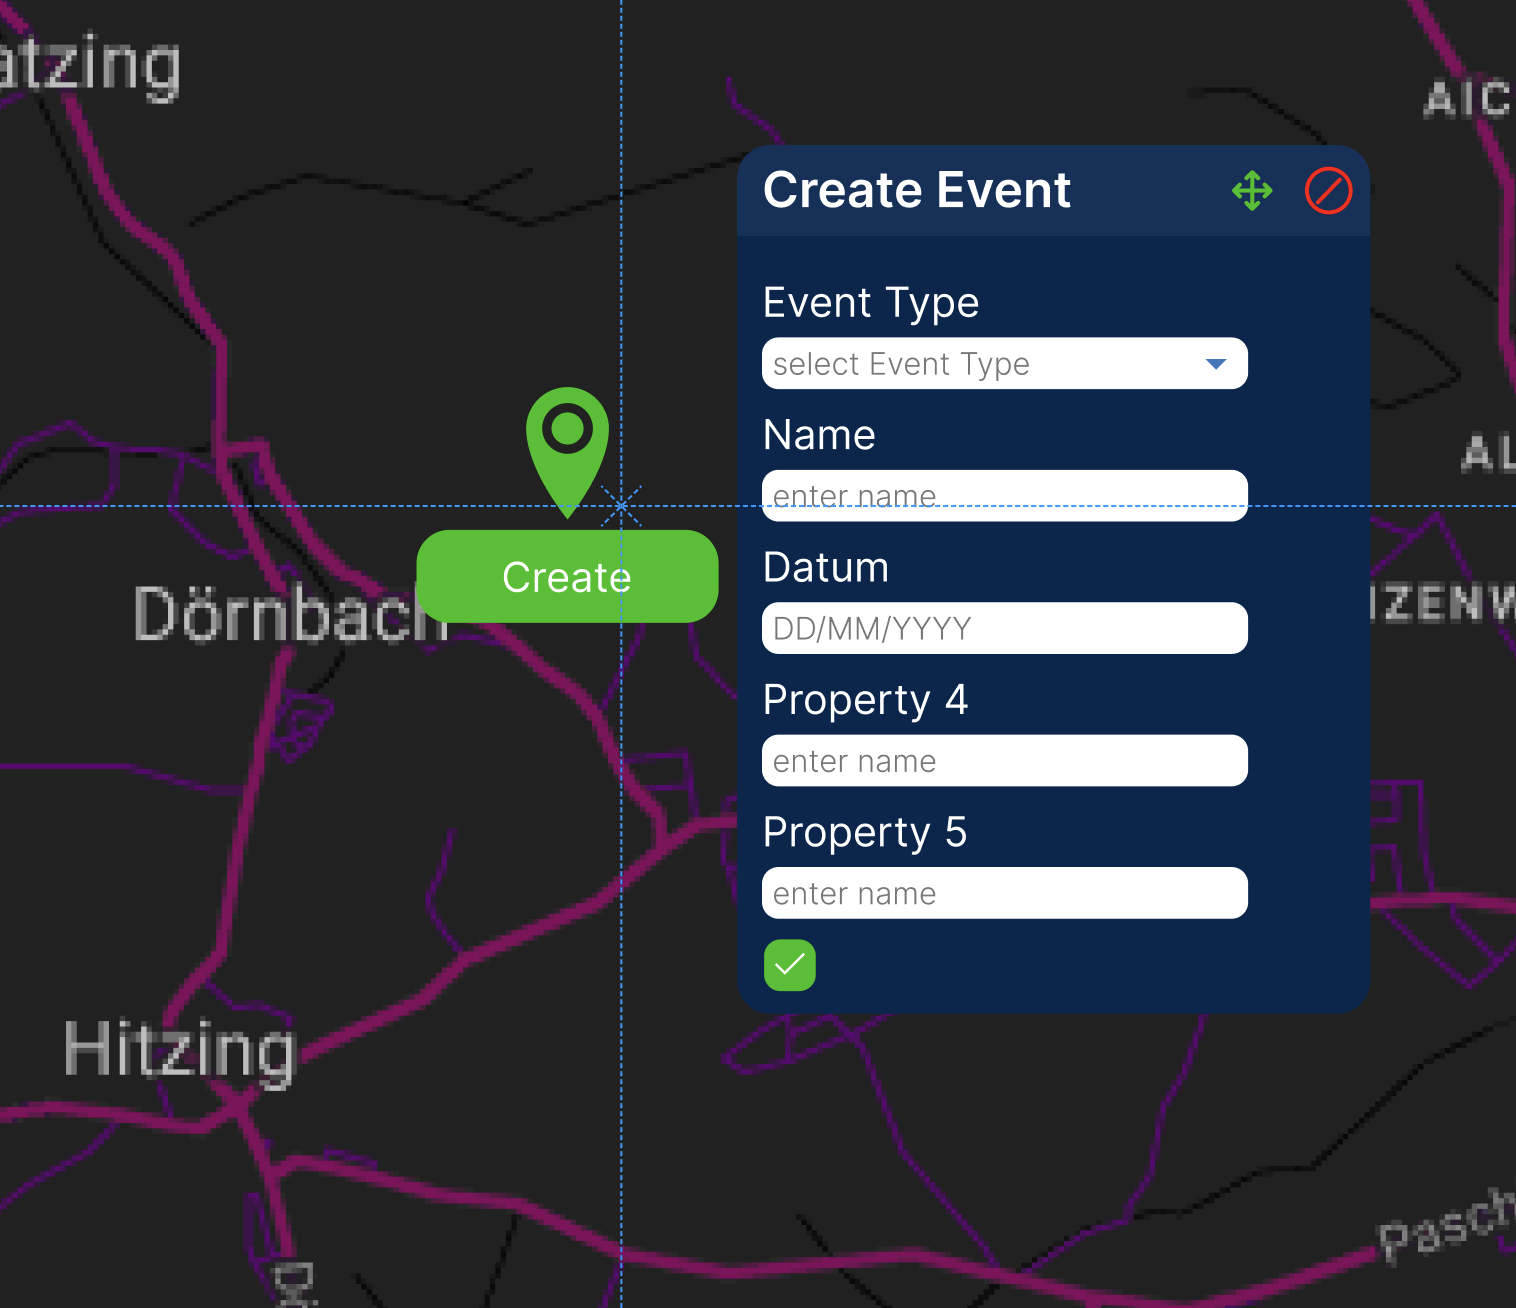 atzing
AIC
Create Event
Event Type
select Event Type
Name
enter name
AL
Datum
Create
DD/MM/YYYY
Dörnbach
IZENW
Property 4
enter name
Property 5
enter name
Hitzing
Pasch